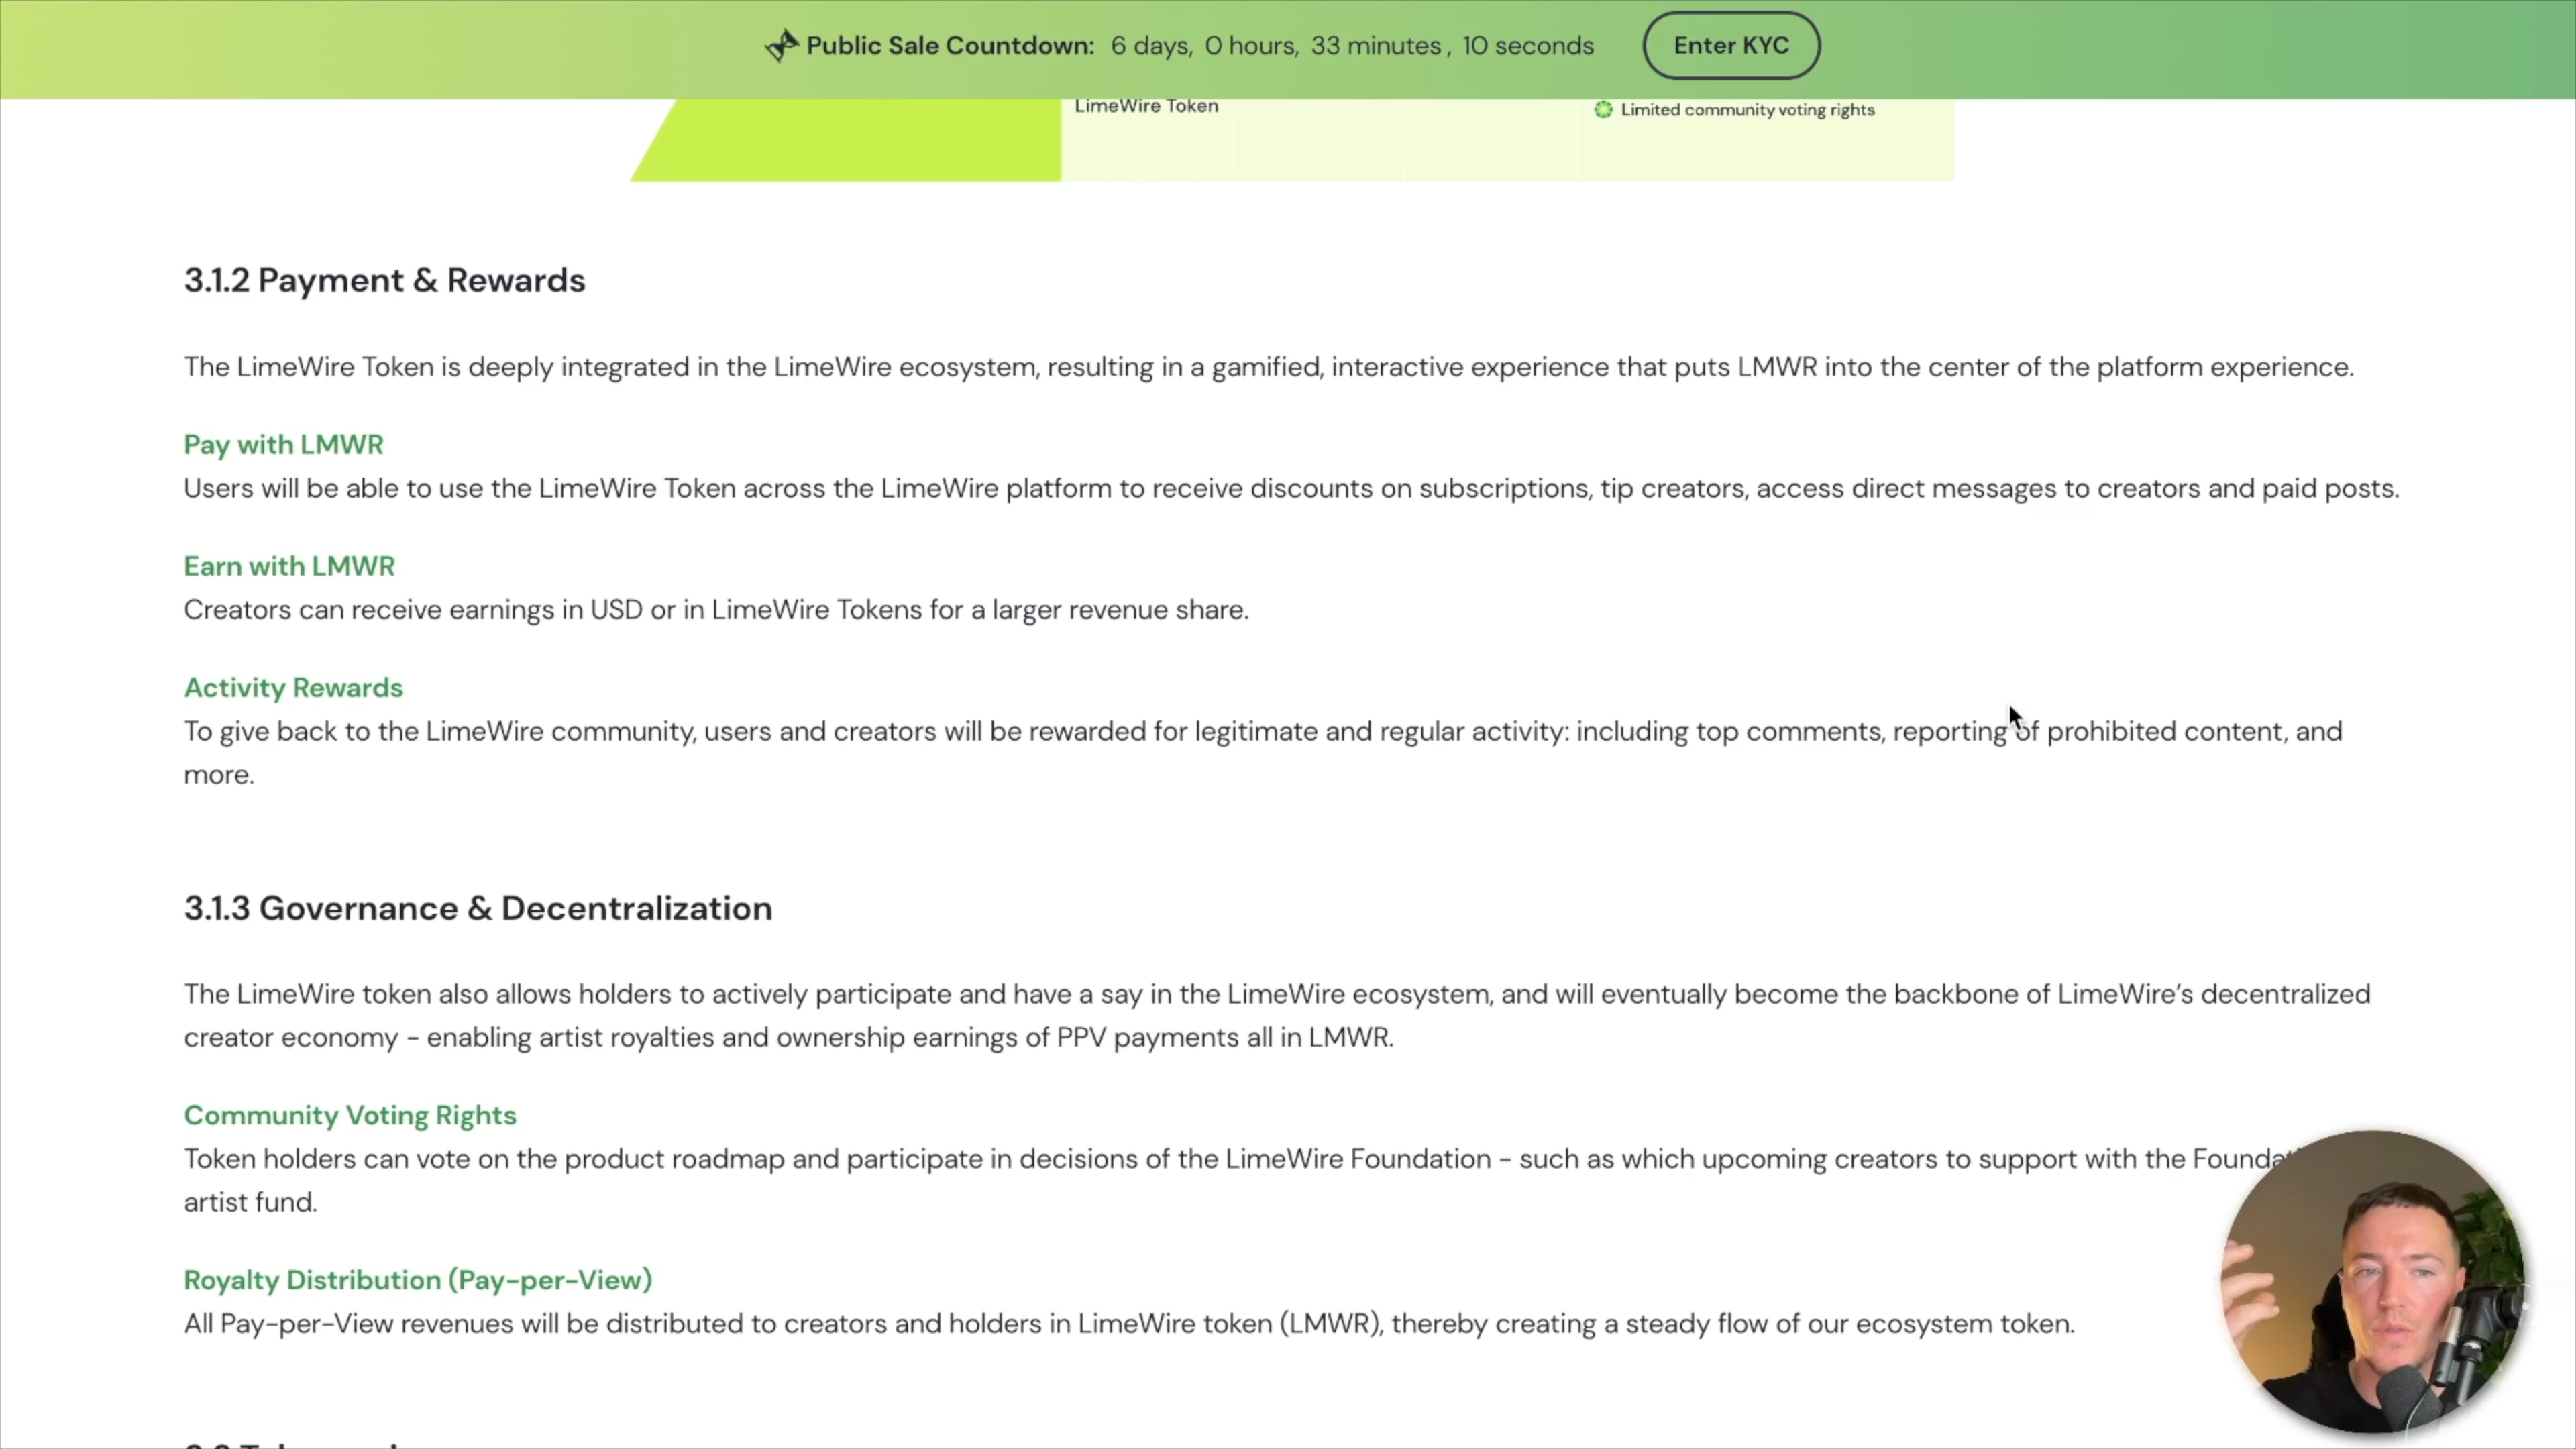 Public Sale Countdown: 6 days, 0 hours, 33 minutes, 10 seconds
Enter KYC
LimeWire Token
Limited community voting rights
3.1.2 Payment & Rewards
The LimeWire Token is deeply integrated in the LimeWire ecosystem, resulting in a gamified, interactive experience that puts LMWR into the center of the platform experience.
Pay with LMWR
Users will be able to use the LimeWire Token across the LimeWire platform to receive discounts on subscriptions, tip creators, access direct messages to creators and paid posts.
Earn with LMWR
Creators can receive earnings in USD or in LimeWire Tokens for a larger revenue share.
Activity Rewards
To give back to the LimeWire community, users and creators will be rewarded for legitimate and regular activity: including top comments, reporting of prohibited content, and
more.
3.1.3 Governance & Decentralization
The LimeWire token also allows holders to actively participate and have a say in the LimeWire ecosystem, and will eventually become the backbone of LimeWire's decentralized
creator economy - enabling artist royalties and ownership earnings of PPV payments all in LMWR.
Community Voting Rights
Token holders can vote on the product roadmap and participate in decisions of the LimeWire Foundation - such as which upcoming creators to support with the
artist fund.
Royalty Distribution (Pay-per-View)
All Pay-per-View revenues will be distributed to creators and holders in LimeWire token (LMWR), thereby creating a steady flow of our ecosystem token.